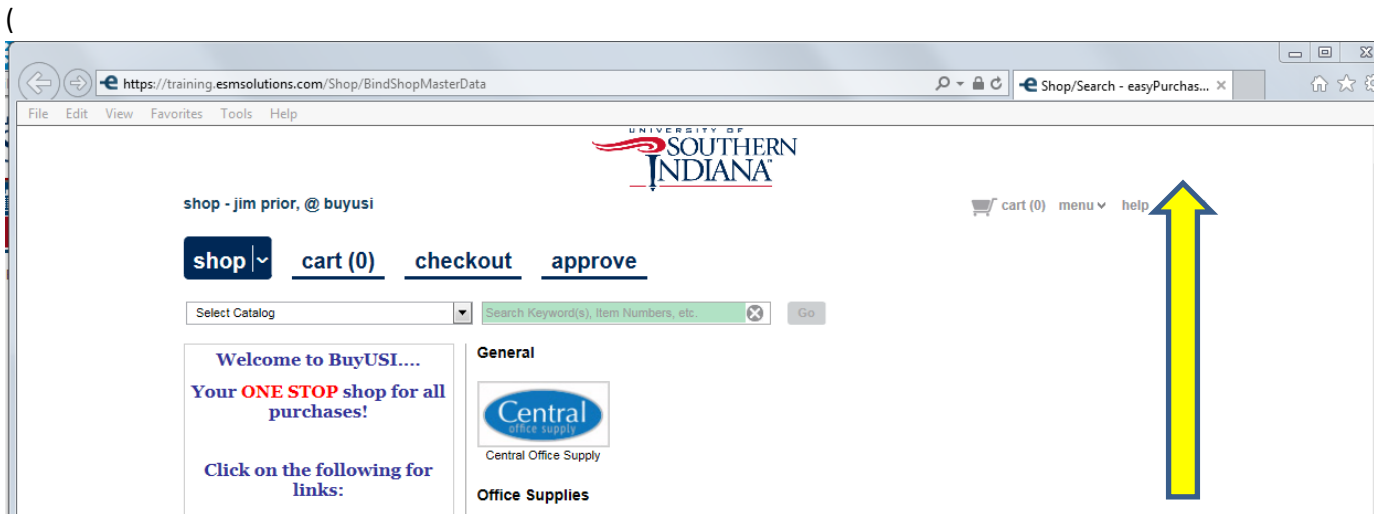 (
https://training.esmsolutions.com/Shop/BindShopMasterData
Shop/Search - easyPurchas...
File Edit View Favorites Tools Help
UNIVERSITY OF
SOUTHERN
INDIANA
shop - jim prior, @ buyusi
cart (0) menu help
shop cart (0) checkout approve
Select Catalog Search Keyword(s), Item Numbers, etc. Go
Welcome to BuyUSI....
Your ONE STOP shop for all
purchases!
Click on the following for
links:
General
Central
office supply
Central Office Supply
Office Supplies